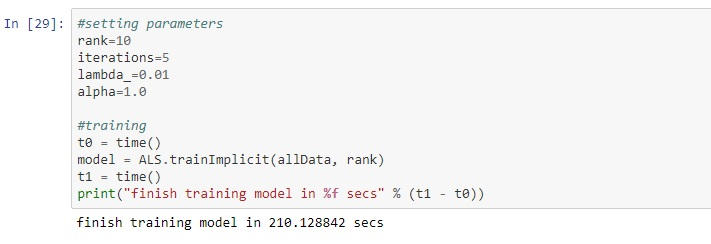 In [29]: #setting parameters
rank=10
iterations=5
lambda_=0.01
alpha=1.0
#training
t0 = time()
model = ALS.trainImplicit(allData, rank)
t1 = time()
print("finish training model in %f secs" % (t1 - t0))
finish training model in 210.128842 secs